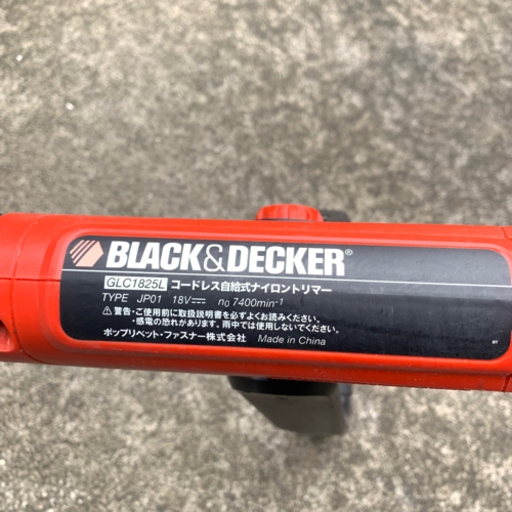 BLACK&DECKER
GLC1825L コードレス自給式ナイロントリマー
TYPE JP01 18V⎓ n₀ 7400min⁻¹
⚠警告・ご使用前に取扱説明書を必ずよくお読みください。
・感電の恐れがあります。雨中では使用しないでください。
ポップリベット・ファスナー株式会社 Made in China